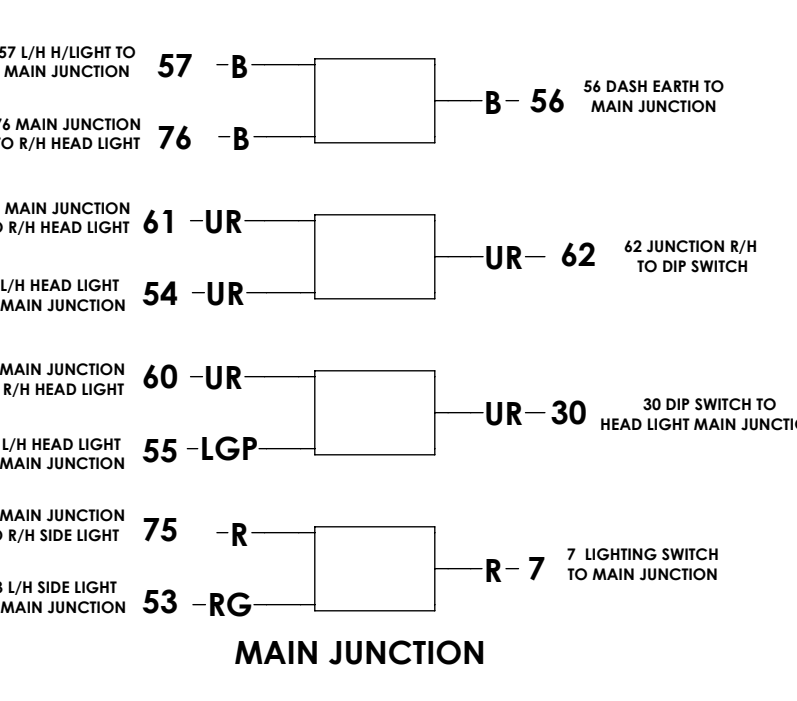 57 L/H H/LIGHT TO
MAIN JUNCTION
57
B
76 MAIN JUNCTION
TO R/H HEAD LIGHT
76
B
B
56
56 DASH EARTH TO
MAIN JUNCTION
MAIN JUNCTION
R/H HEAD LIGHT
61
UR
L/H HEAD LIGHT
MAIN JUNCTION
54
UR
UR
62
62 JUNCTION R/H
TO DIP SWITCH
MAIN JUNCTION
R/H HEAD LIGHT
60
UR
L/H HEAD LIGHT
MAIN JUNCTION
55
LGP
UR
30
30 DIP SWITCH TO
HEAD LIGHT MAIN
MAIN JUNCTION
R/H SIDE LIGHT
75
R
L/H SIDE LIGHT
MAIN JUNCTION
53
RG
R
7
7 LIGHTING SWITCH
TO MAIN JUNCTION
MAIN JUNCTION